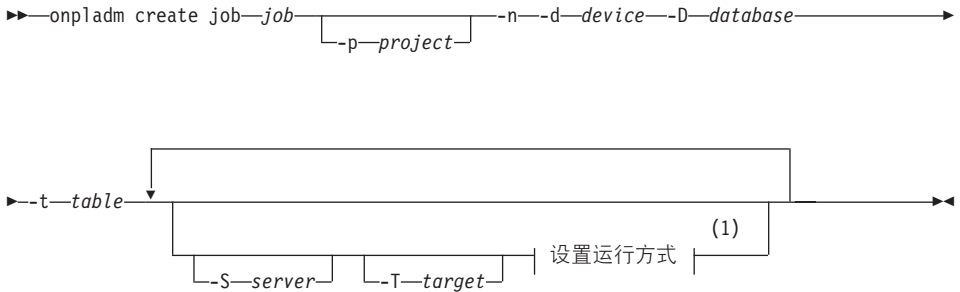 onpladm create job job -n -d device -D database
-p project
-t table
(1)
设置运行方式
-S server -T target